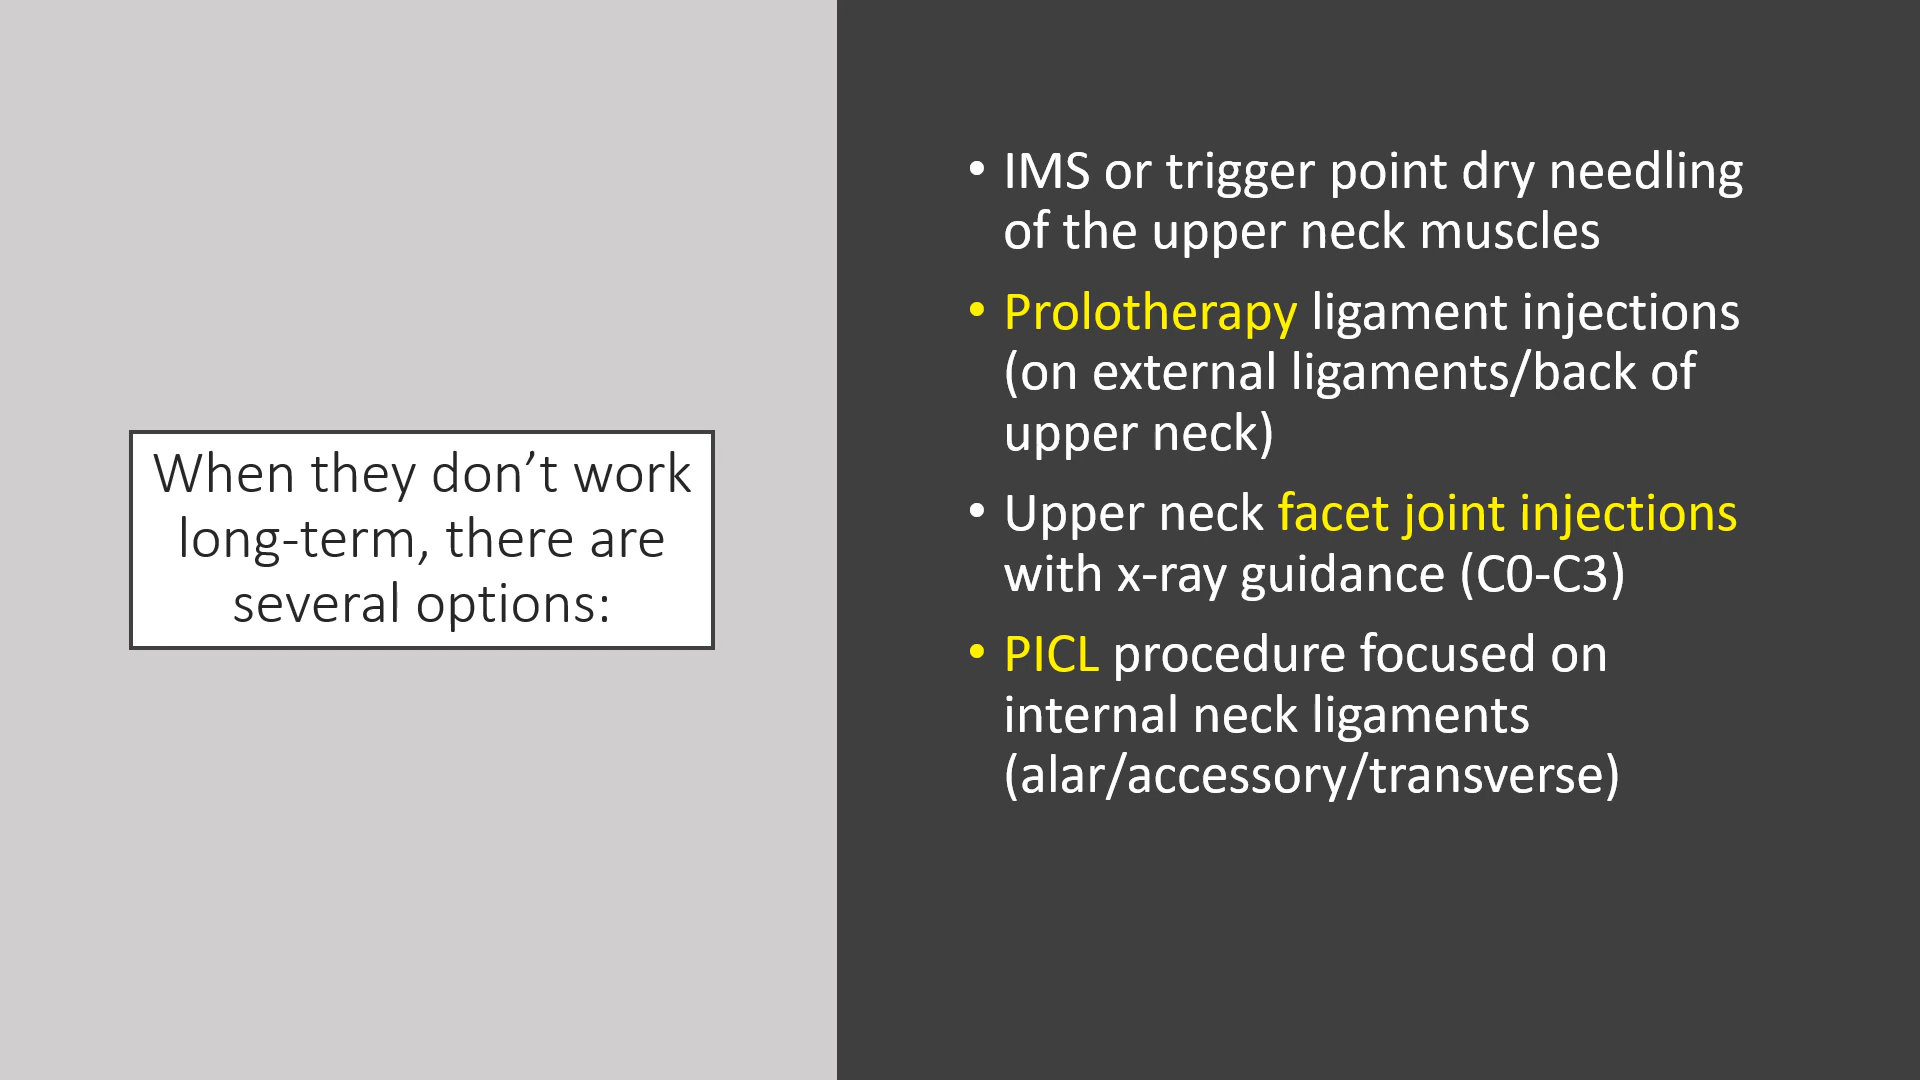 When they don’t work
long-term, there are
several options:
• IMS or trigger point dry needling
of the upper neck muscles
• Prolotherapy ligament injections
(on external ligaments/back of
upper neck)
• Upper neck facet joint injections
with x-ray guidance (C0-C3)
• PICL procedure focused on
internal neck ligaments
(alar/accessory/transverse)